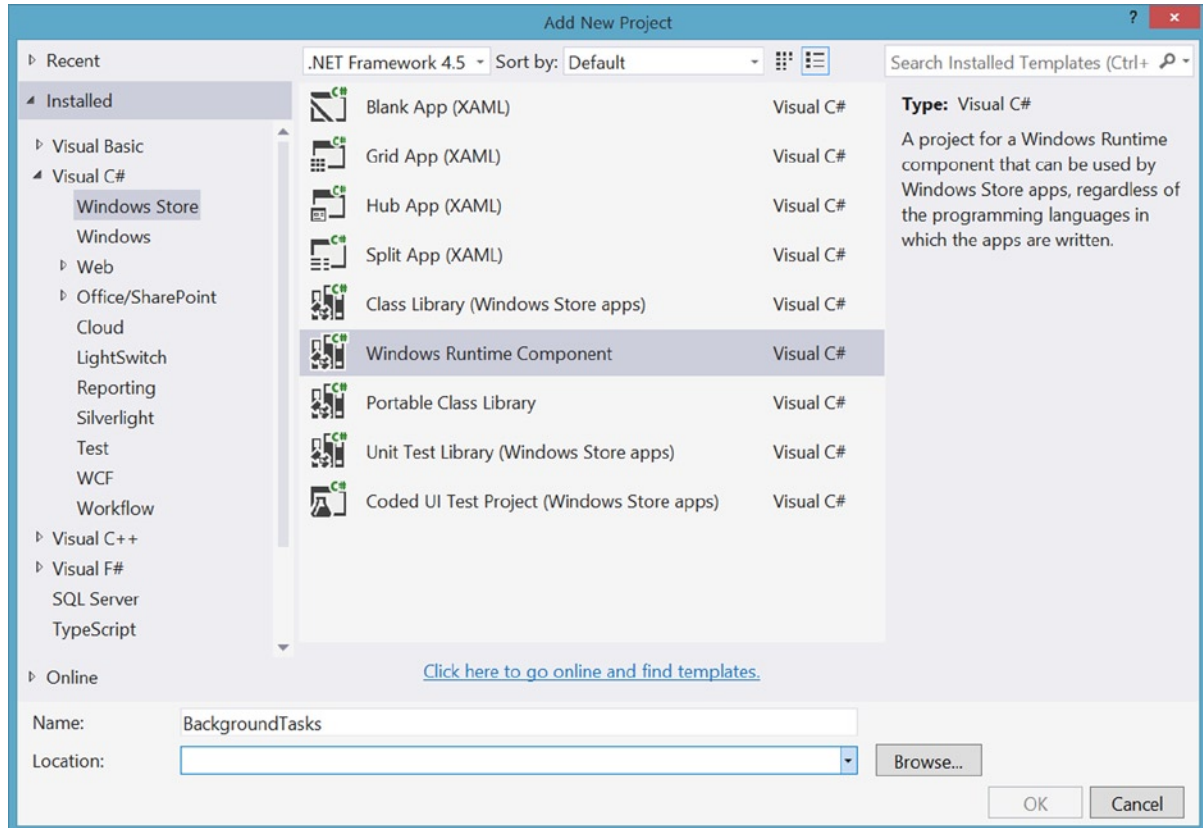 Add New Project
?
Recent
.NET Framework 4.5
Sort by: Default
Search Installed Templates (Ctrl+
Installed
Visual Basic
Visual C#
Windows Store
Windows
Web
Office/SharePoint
Cloud
LightSwitch
Reporting
Silverlight
Test
WCF
Workflow
Visual C++
Visual F#
SQL Server
TypeScript
Online
C# Blank App (XAML) Visual C#
C# Grid App (XAML) Visual C#
C# Hub App (XAML) Visual C#
C# Split App (XAML) Visual C#
C# Class Library (Windows Store apps) Visual C#
C# Windows Runtime Component Visual C#
C# Portable Class Library Visual C#
C# Unit Test Library (Windows Store apps) Visual C#
C# Coded UI Test Project (Windows Store apps) Visual C#
Click here to go online and find templates.
Type: Visual C#
A project for a Windows Runtime
component that can be used by
Windows Store apps, regardless of
the programming languages in
which the apps are written.
Name: BackgroundTasks
Location:
Browse...
OK
Cancel